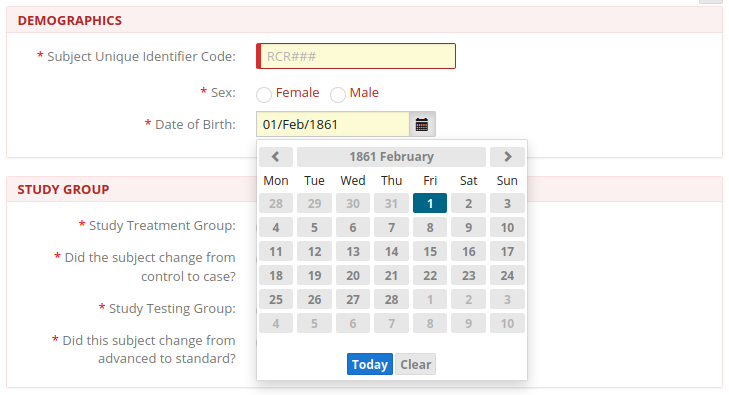 DEMOGRAPHICS
* Subject Unique Identifier Code: RCR###
* Sex: Female Male
* Date of Birth: 01/Feb/1861
1861 February
Mon Tue Wed Thu Fri Sat Sun
28 29 30 31 1 2 3
4 5 6 7 8 9 10
11 12 13 14 15 16 17
18 19 20 21 22 23 24
25 26 27 28 1 2 3
4 5 6 7 8 9 10
Today Clear
STUDY GROUP
* Study Treatment Group:
* Did the subject change from
control to case?
* Study Testing Group:
* Did this subject change from
advanced to standard?